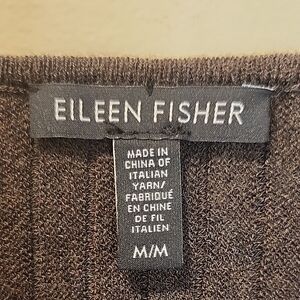 EILEEN FISHER
MADE IN
CHINA OF
ITALIAN
YARN/
FABRIQUÉ
EN CHINE
DE FIL
ITALIEN
M/M